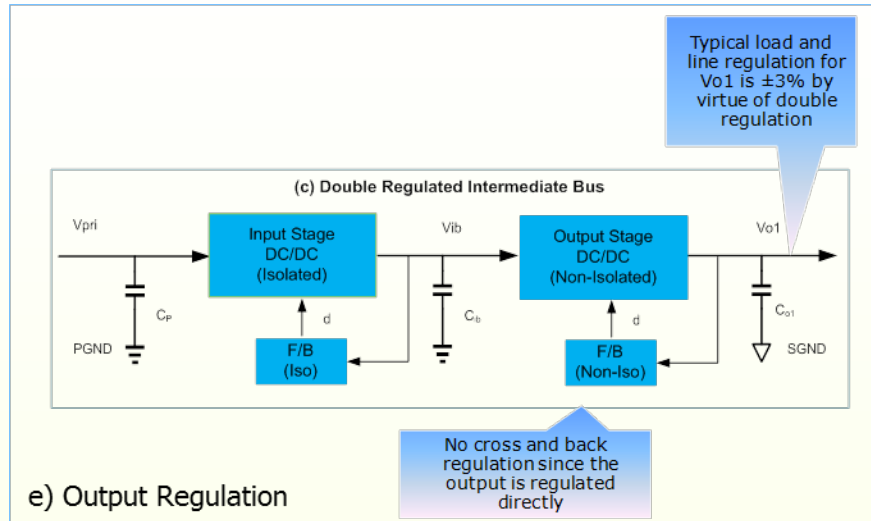 Typical load and
line regulation for
Vo1 is ±3% by
virtue of double
regulation
(c) Double Regulated Intermediate Bus
Vpri
Input Stage
DC/DC
(Isolated)
Vib
Output Stage
DC/DC
(Non-Isolated)
Vo1
CP
d
Cib
d
Co1
PGND
F/B
(Iso)
F/B
(Non-Iso)
SGND
No cross and back
regulation since the
output is regulated
directly
e) Output Regulation